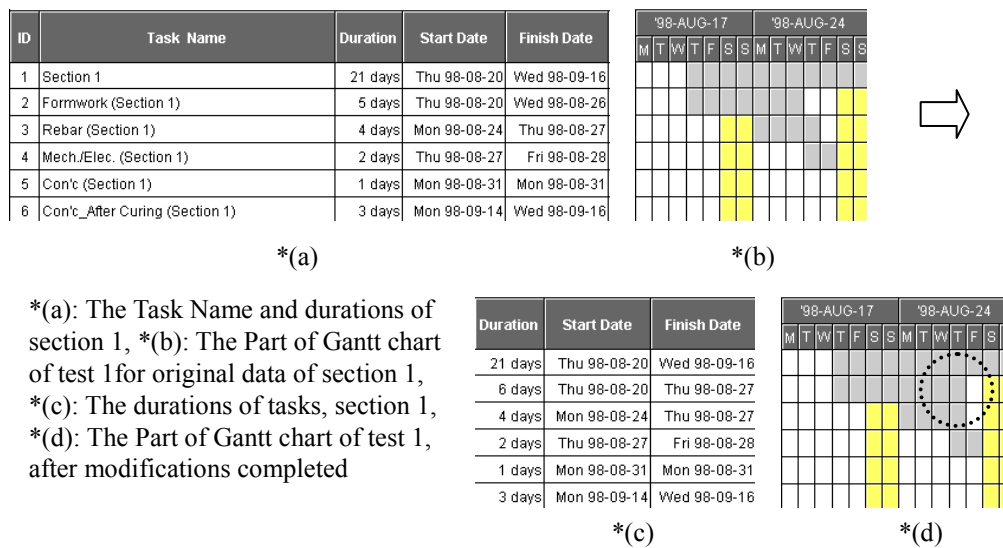 ID Task Name Duration Start Date Finish Date
1 Section 1 21 days Thu 98-08-20 Wed 98-09-16
2 Formwork (Section 1) 5 days Thu 98-08-20 Wed 98-08-26
3 Rebar (Section 1) 4 days Mon 98-08-24 Thu 98-08-27
4 Mech./Elec. (Section 1) 2 days Thu 98-08-27 Fri 98-08-28
5 Con'c (Section 1) 1 days Mon 98-08-31 Mon 98-08-31
6 Con'c_After Curing (Section 1) 3 days Mon 98-09-14 Wed 98-09-16
*(a)
'98-AUG-17 '98-AUG-24
M T W T F S S M T W T F S S
*(b)
*(a): The Task Name and durations of
section 1, *(b): The Part of Gantt chart
of test 1for original data of section 1,
*(c): The durations of tasks, section 1,
*(d): The Part of Gantt chart of test 1,
after modifications completed
Duration Start Date Finish Date
21 days Thu 98-08-20 Wed 98-09-16
6 days Thu 98-08-20 Thu 98-08-27
4 days Mon 98-08-24 Thu 98-08-27
2 days Thu 98-08-27 Fri 98-08-28
1 days Mon 98-08-31 Mon 98-08-31
3 days Mon 98-09-14 Wed 98-09-16
*(c)
'98-AUG-17 '98-AUG-24
M T W T F S S M T W T F S
*(d)